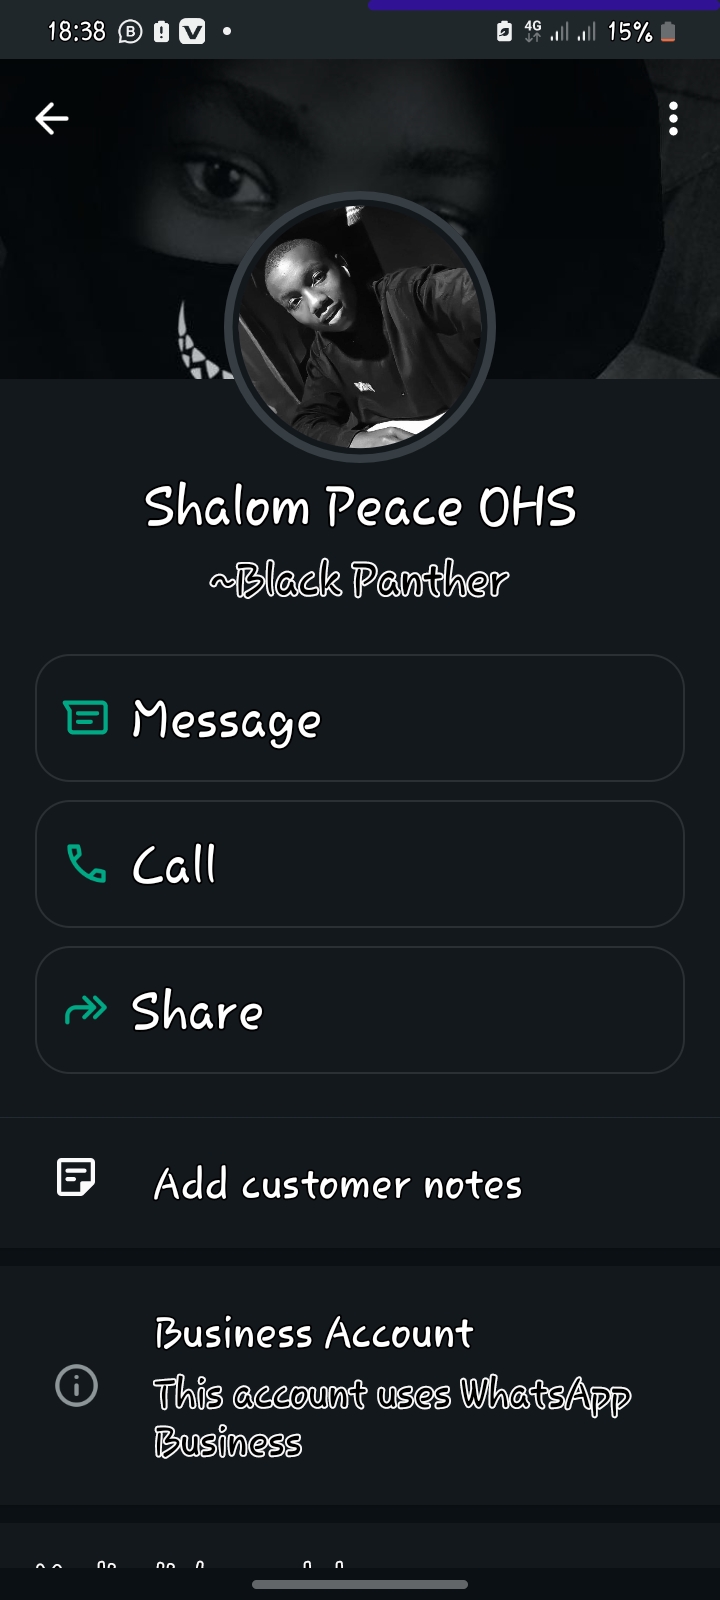 18:38
4G
15%
Shalom Peace OHS
~Black Panther
Message
Call
Share
Add customer notes
Business Account
This account uses WhatsApp
Business